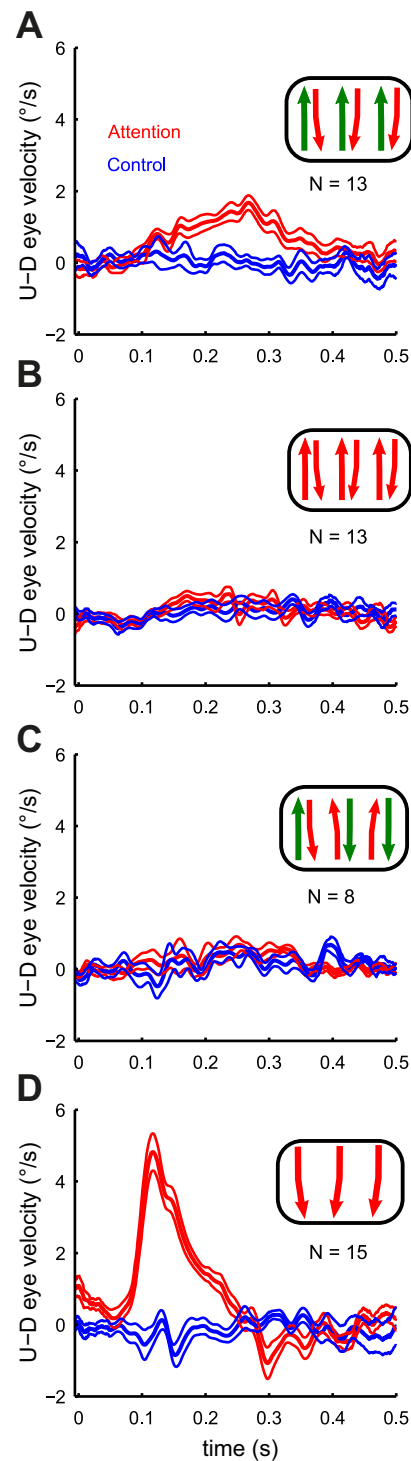 A
U−D eye velocity (°/s)
6
4
2
0
−2
Attention
Control
N = 13
0 0.1 0.2 0.3 0.4 0.5
B
U−D eye velocity (°/s)
6
4
2
0
−2
N = 13
0 0.1 0.2 0.3 0.4 0.5
C
U−D eye velocity (°/s)
6
4
2
0
−2
N = 8
0 0.1 0.2 0.3 0.4 0.5
D
U−D eye velocity (°/s)
6
4
2
0
−2
N = 15
0 0.1 0.2 0.3 0.4 0.5
time (s)